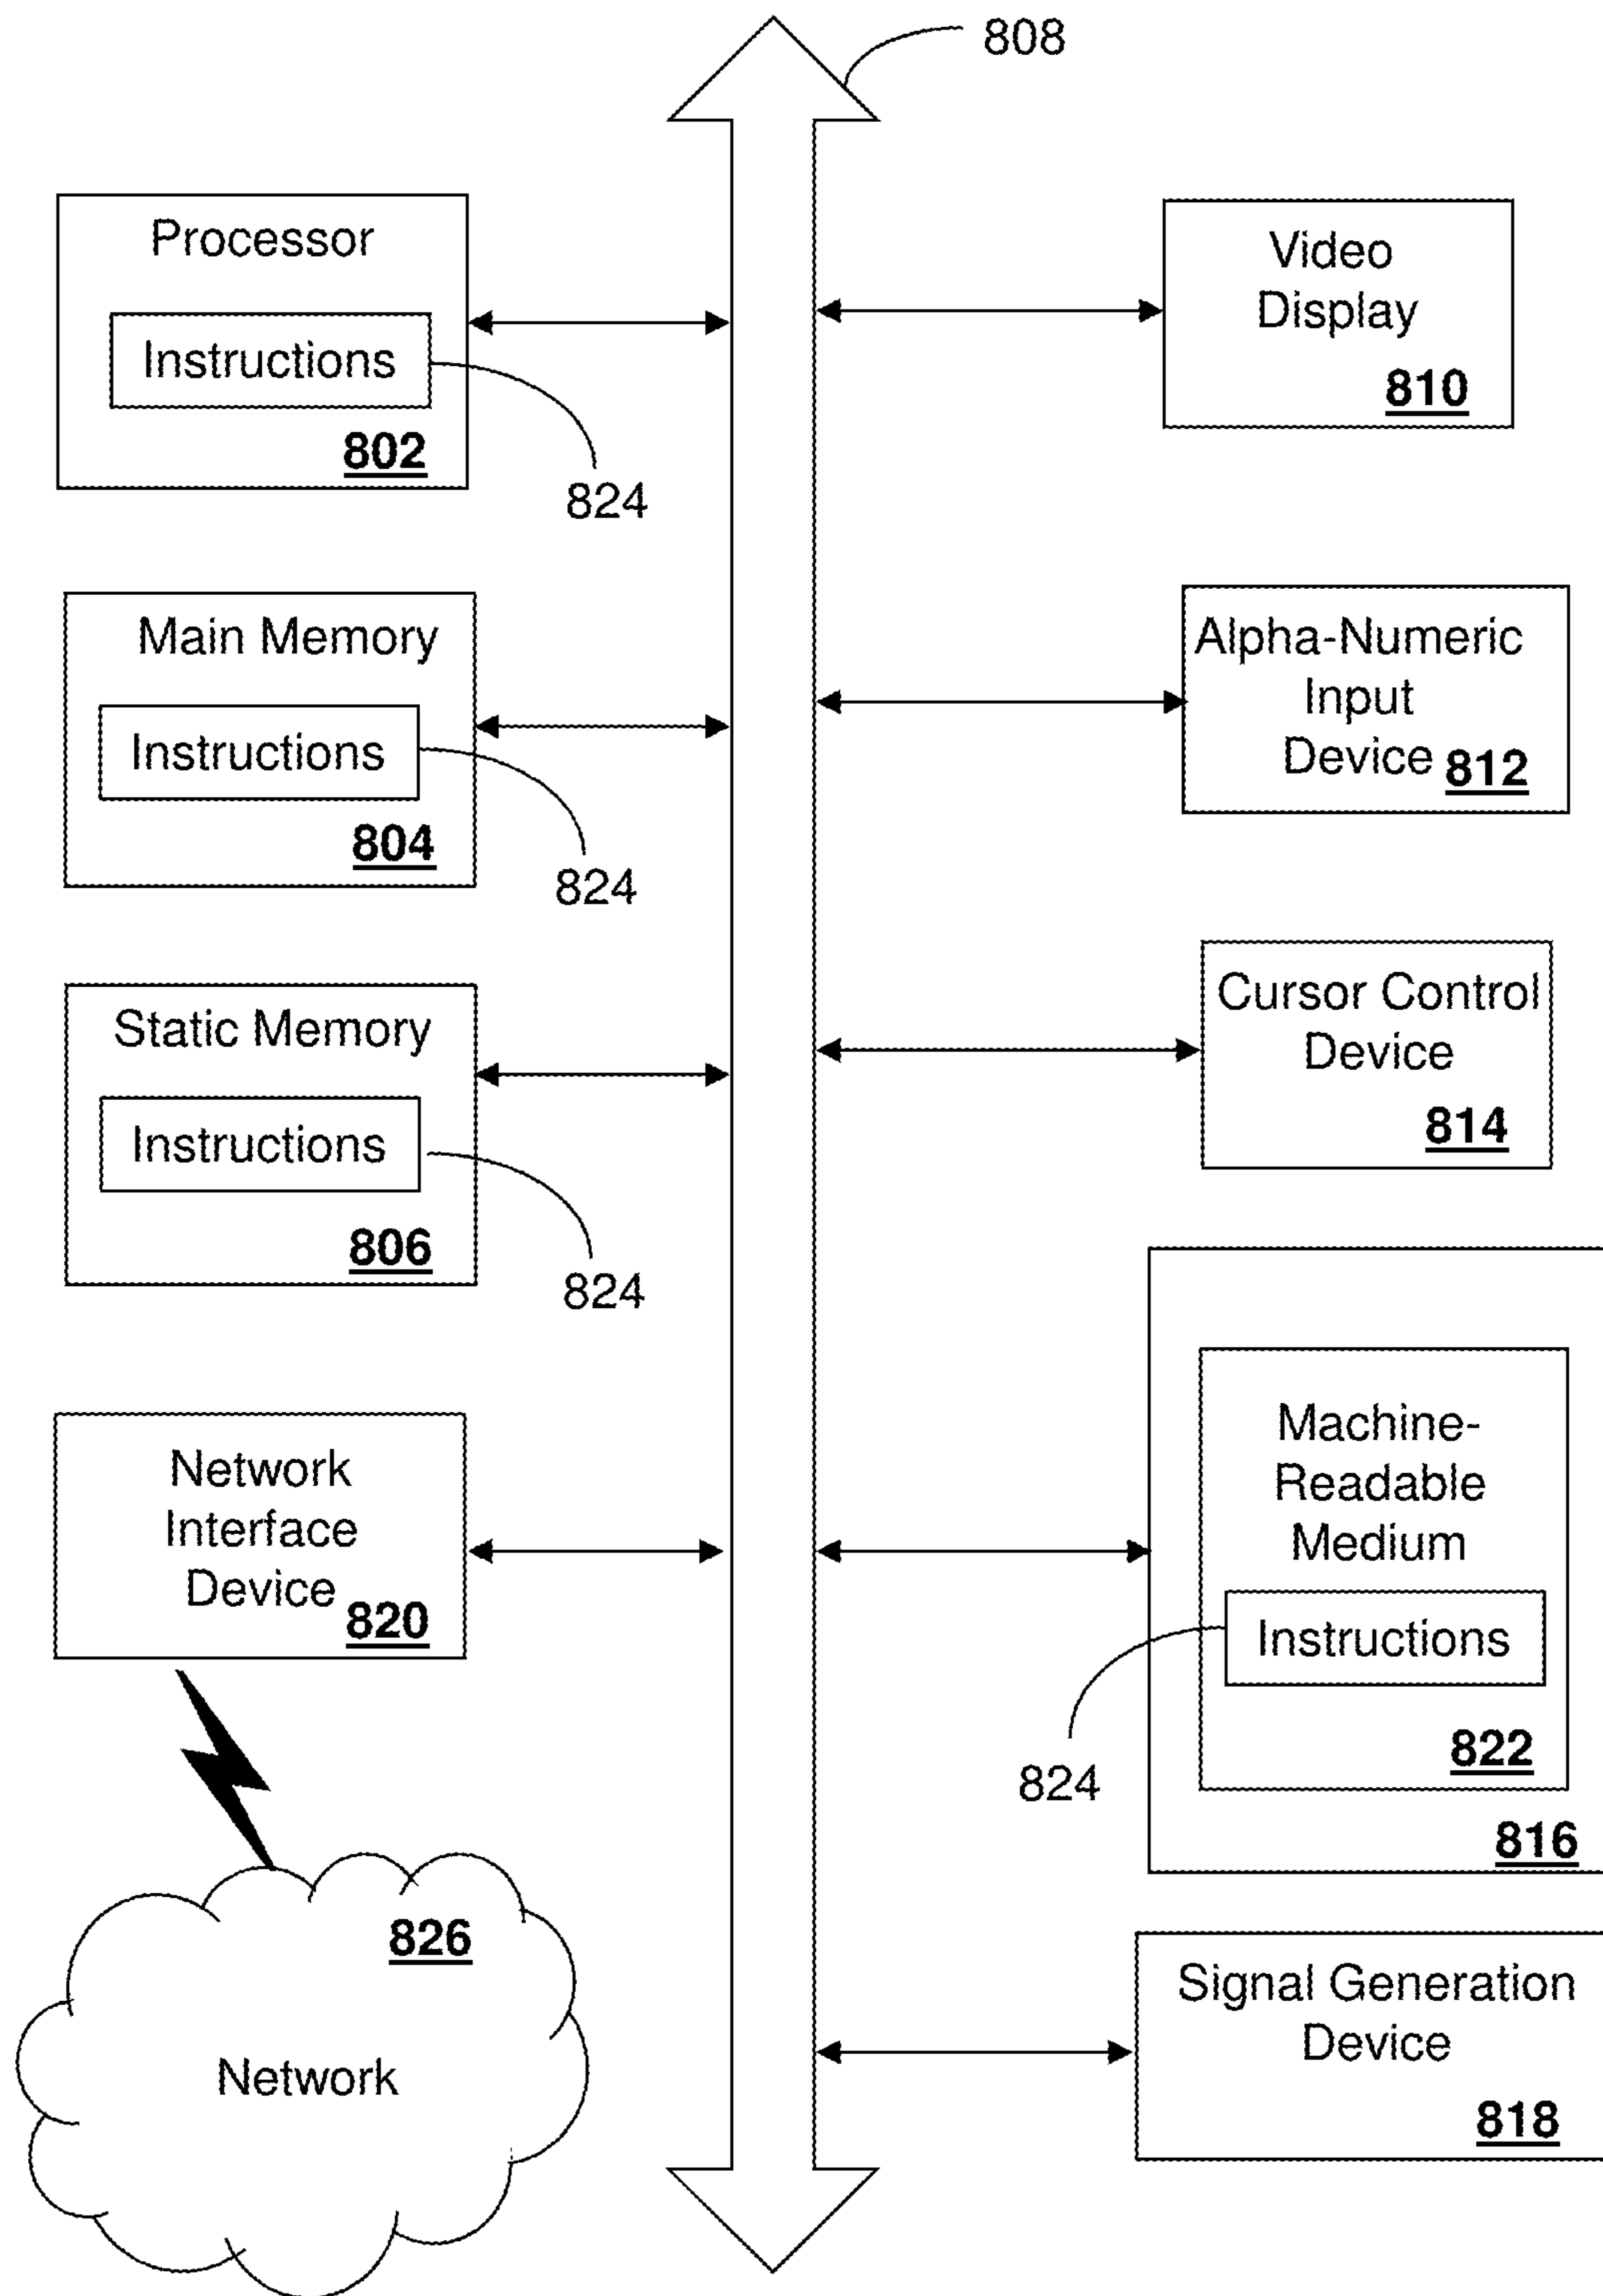 808
Processor
Instructions
802
824
Main Memory
Instructions
804
824
Static Memory
Instructions
806
824
Network
Interface
Device
820
826
Network
Video
Display
810
Alpha-Numeric
Input
Device 812
Cursor Control
Device
814
Machine-
Readable
Medium
Instructions
822
824
816
Signal Generation
Device
818